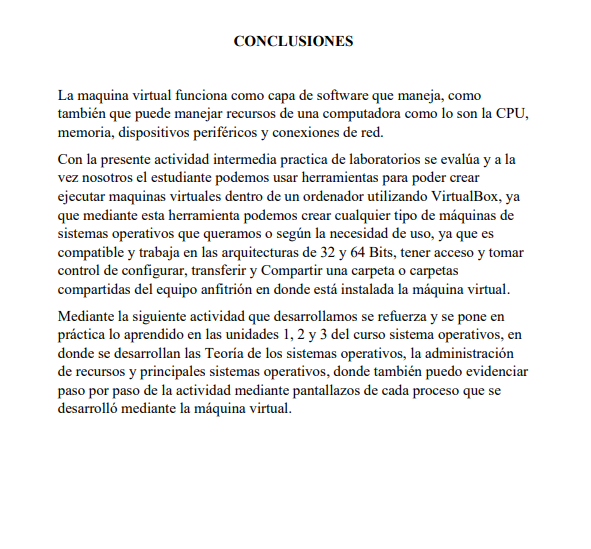 CONCLUSIONES
La maquina virtual funciona como capa de software que maneja, como
también que puede manejar recursos de una computadora como lo son la CPU,
memoria, dispositivos periféricos y conexiones de red.
Con la presente actividad intermedia practica de laboratorios se evalúa y a la
vez nosotros el estudiante podemos usar herramientas para poder crear
ejecutar maquinas virtuales dentro de un ordenador utilizando VirtualBox, ya
que mediante esta herramienta podemos crear cualquier tipo de máquinas de
sistemas operativos que queramos o según la necesidad de uso, ya que es
compatible y trabaja en las arquitecturas de 32 y 64 Bits, tener acceso y tomar
control de configurar, transferir y Compartir una carpeta o carpetas
compartidas del equipo anfitrión en donde está instalada la máquina virtual.
Mediante la siguiente actividad que desarrollamos se refuerza y se pone en
práctica lo aprendido en las unidades 1, 2 y 3 del curso sistema operativos, en
donde se desarrollan las Teoría de los sistemas operativos, la administración
de recursos y principales sistemas operativos, donde también puedo evidenciar
paso por paso de la actividad mediante pantallazos de cada proceso que se
desarrolló mediante la máquina virtual.